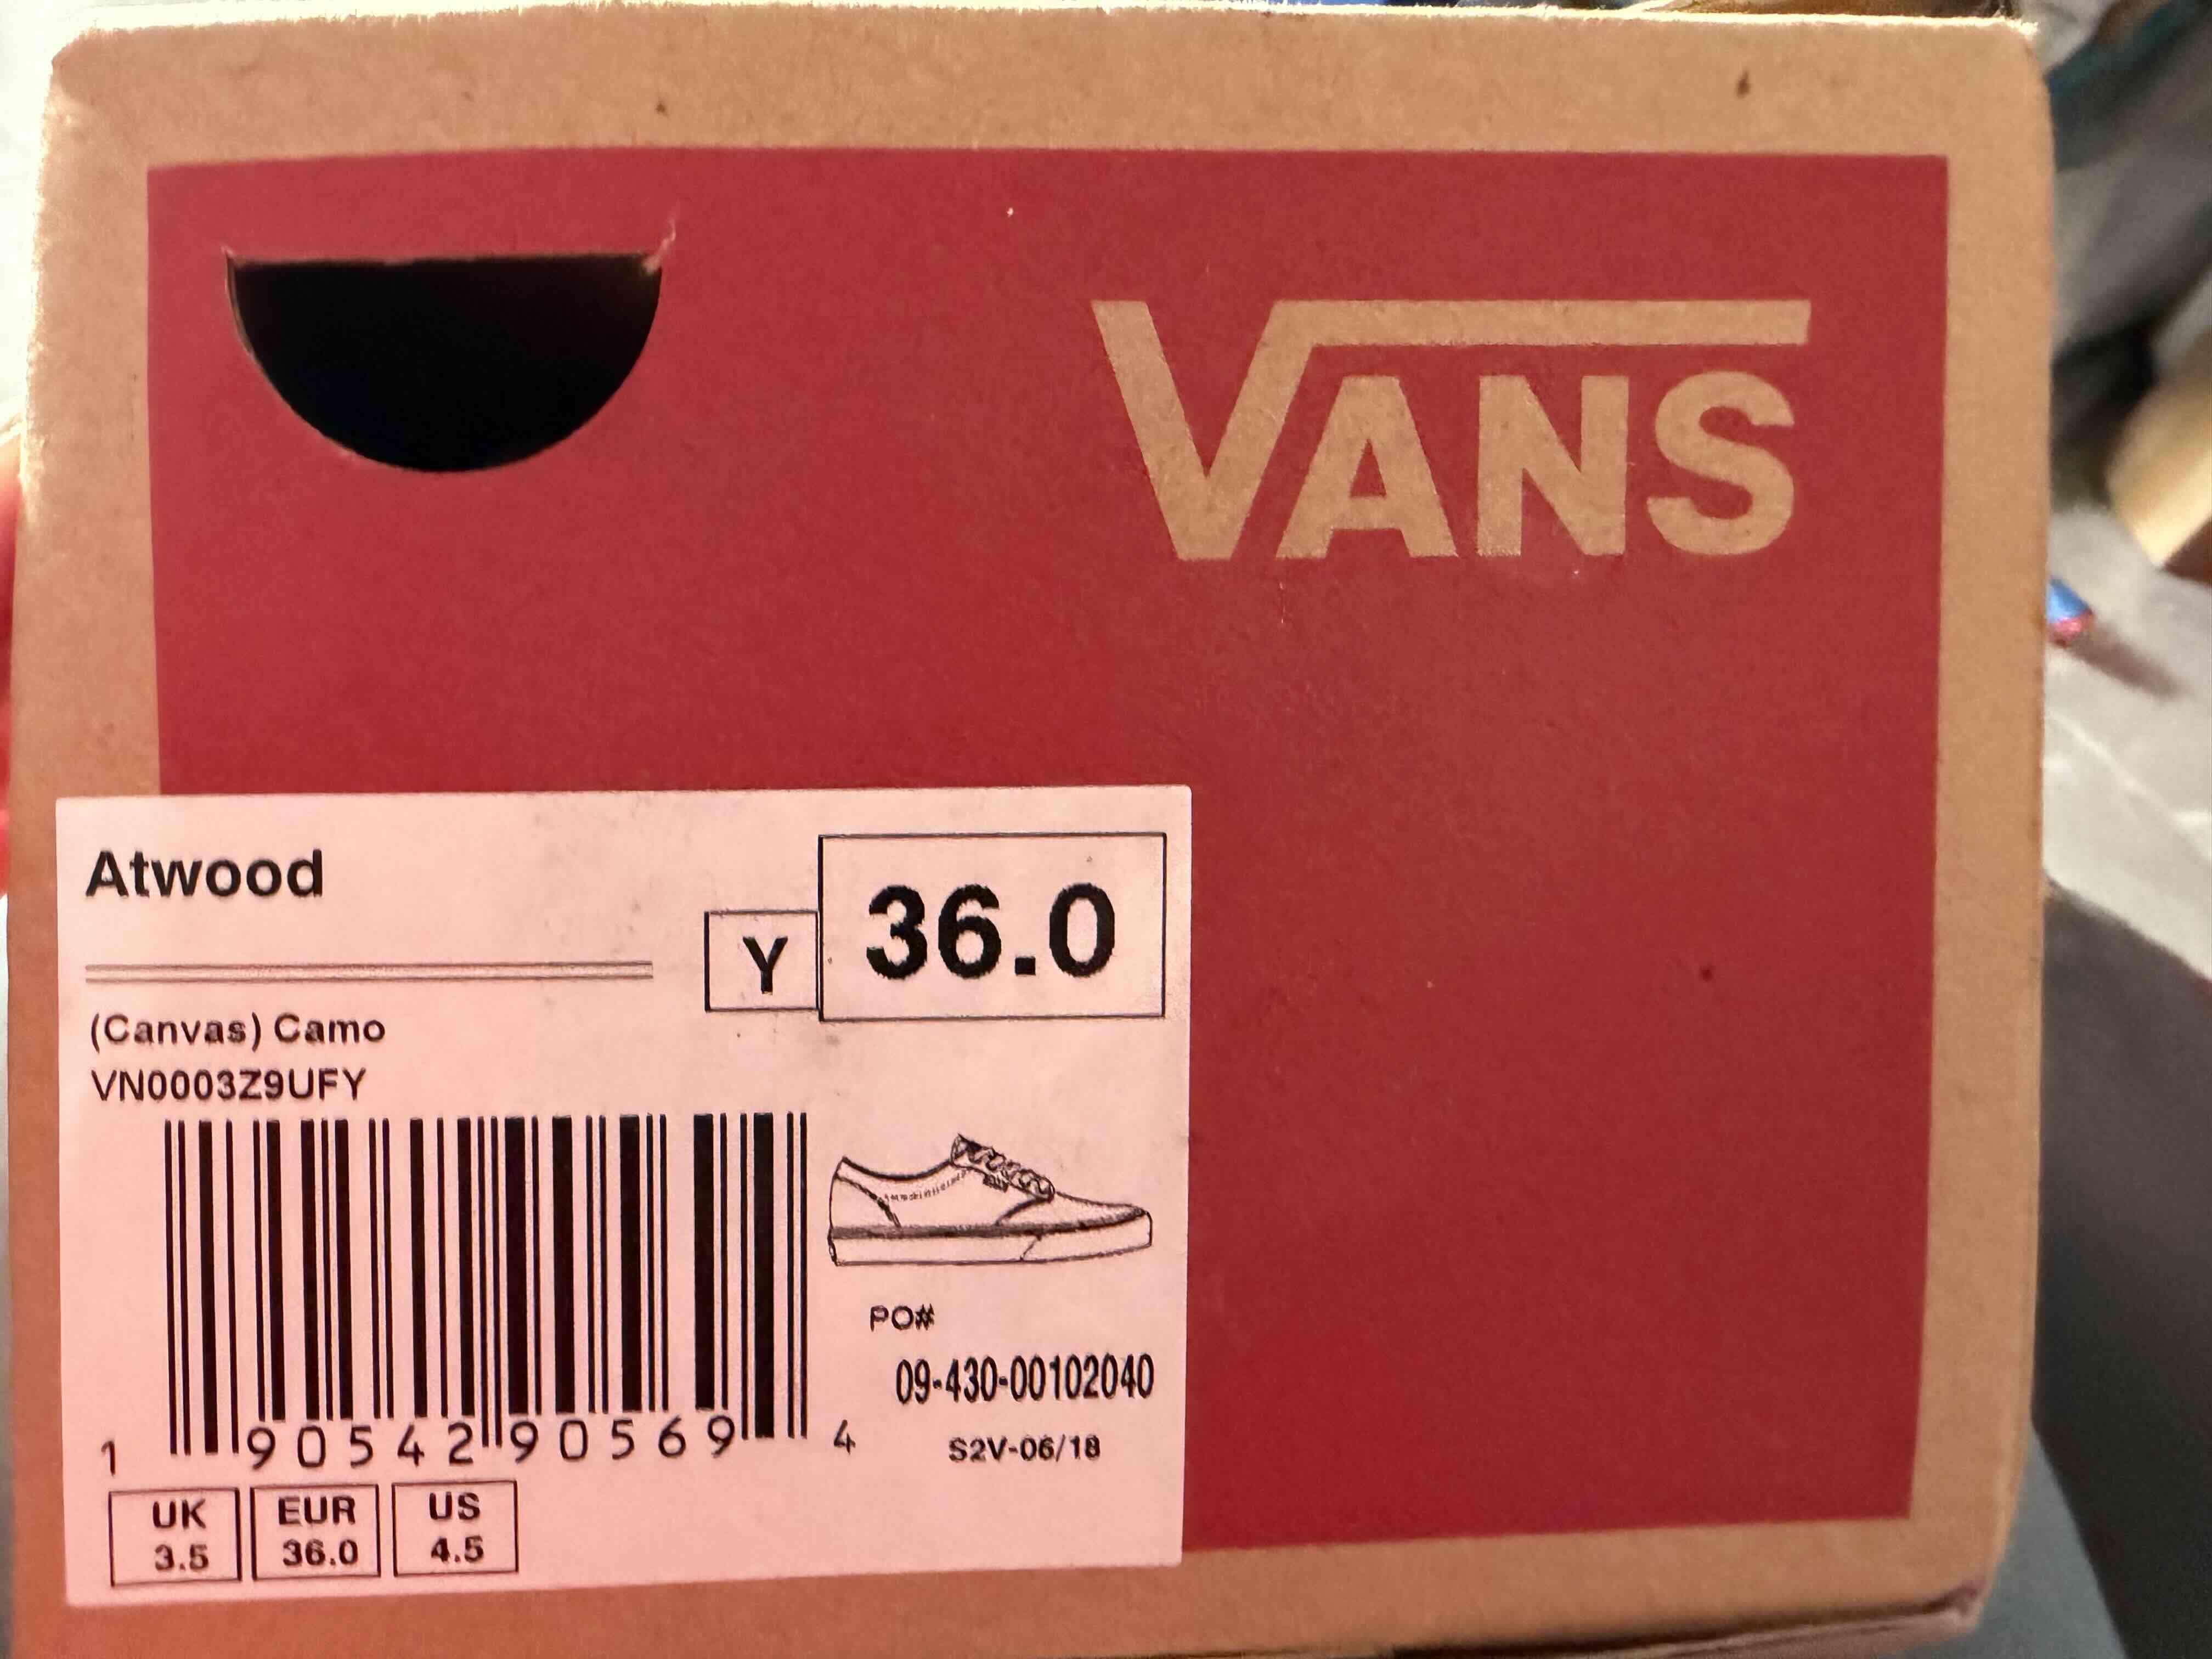 VANS
Atwood
Y 36.0
(Canvas) Camo
VN0003Z9UFY
1 90542 90569 4
PO#
09-430-00102040
S2V-06/18
UK EUR US
3.5 36.0 4.5